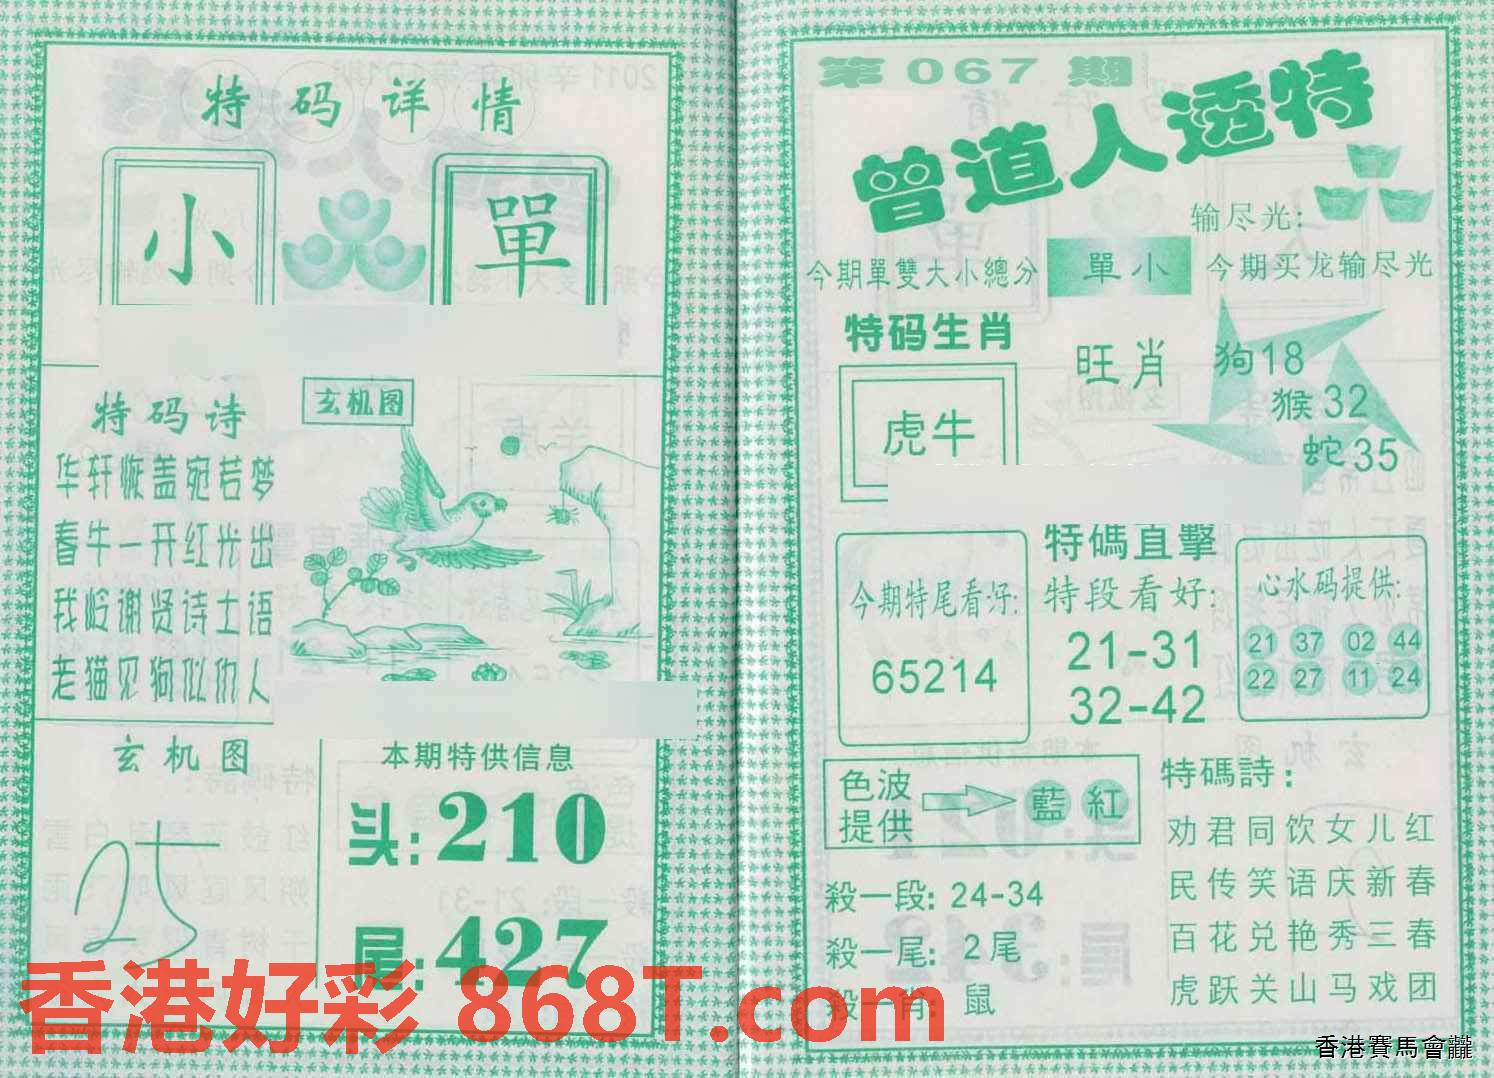 特码详情
小 單
特码诗
玄机图
华轩恹盖宛若梦
春牛一开红光出
我岭谢贤诗士语
老猫见狗似仇人
玄机图
25
本期特供信息
头:210
尾:427
第067期
曾道人透特
输尽光:
今期單雙大小總分 單小 今期买龙输尽光
特码生肖
虎牛
旺肖
狗18
猴32
蛇35
今期特尾看好:
65214
特碼直擊
特段看好:
21-31
32-42
心水码提供:
21 37 02 44
22 27 11 24
色波
提供
藍 紅
殺一段: 24-34
殺一尾: 2尾
殺一肖: 鼠
特碼詩:
劝君同饮女儿红
民传笑语庆新春
百花兑艳秀三春
虎跃关山马戏团
香港好彩 868T.com
香港賽馬會